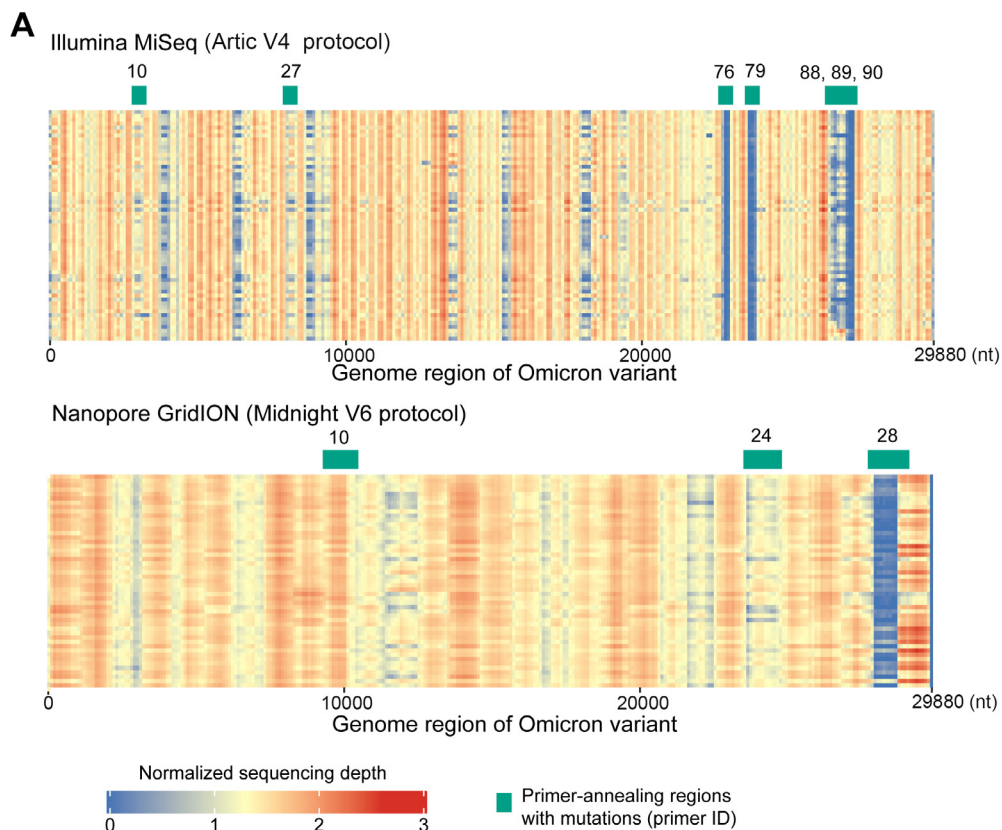 A
Illumina MiSeq (Artic V4 protocol)
10 27 76 79 88, 89, 90
0 10000 20000 29880 (nt)
Genome region of Omicron variant
Nanopore GridION (Midnight V6 protocol)
10 24 28
0 10000 20000 29880 (nt)
Genome region of Omicron variant
Normalized sequencing depth
0 1 2 3
Primer-annealing regions
with mutations (primer ID)